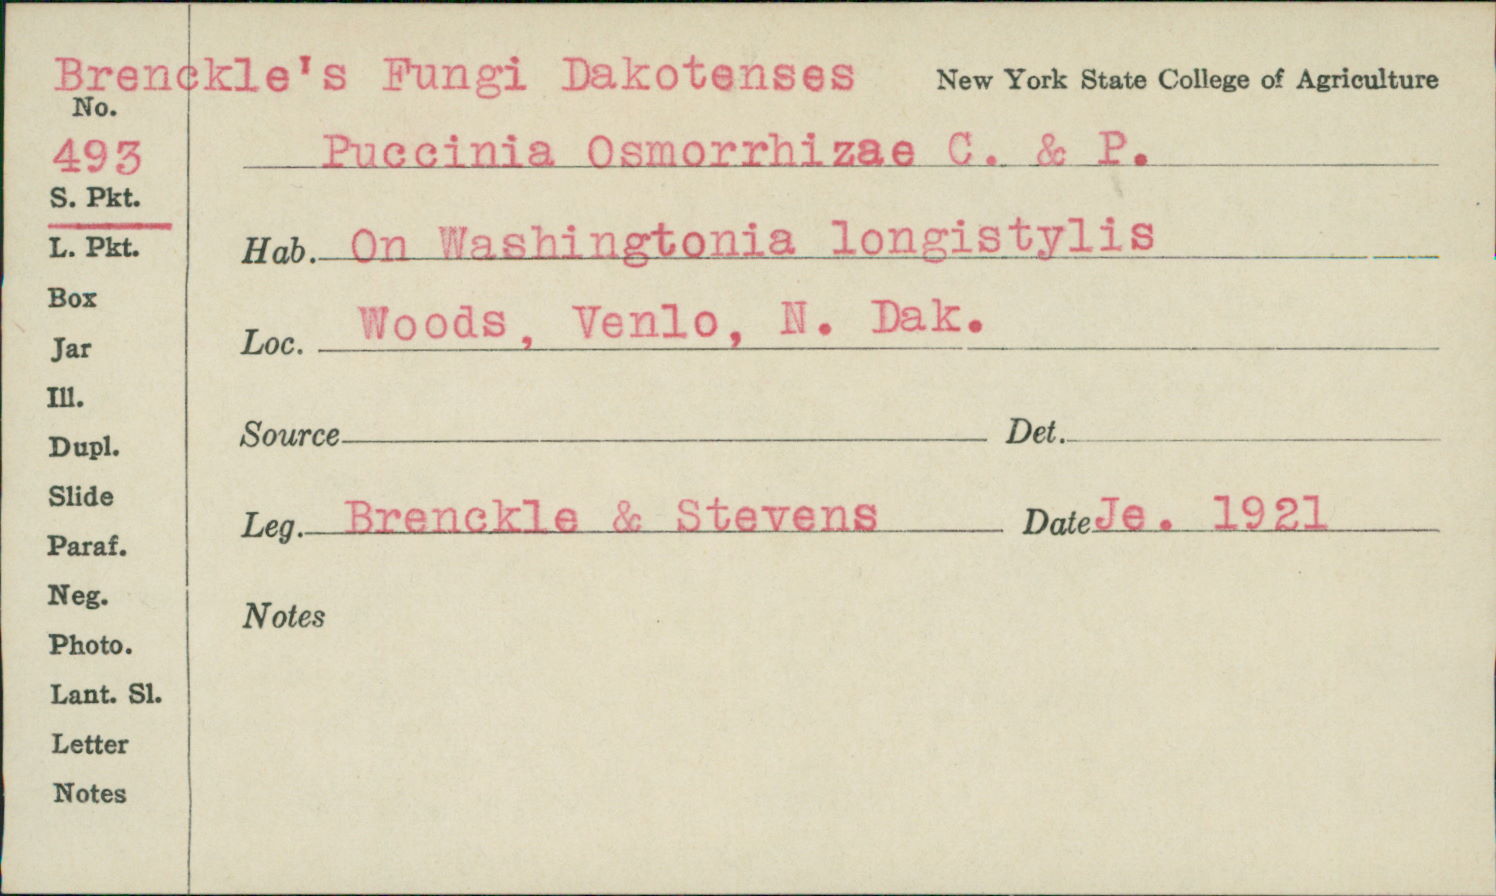 Brenckle's Fungi Dakotenses
New York State College of Agriculture
No.
493
Puccinia Osmorrhizae C. & P.
S. Pkt.
L. Pkt.
Hab. On Washingtonia longistylis
Box
Jar
Loc. Woods, Venlo, N. Dak.
Ill.
Dupl.
Source Det.
Slide
Leg. Brenckle & Stevens Date Je. 1921
Paraf.
Neg.
Notes
Photo.
Lant. Sl.
Letter
Notes